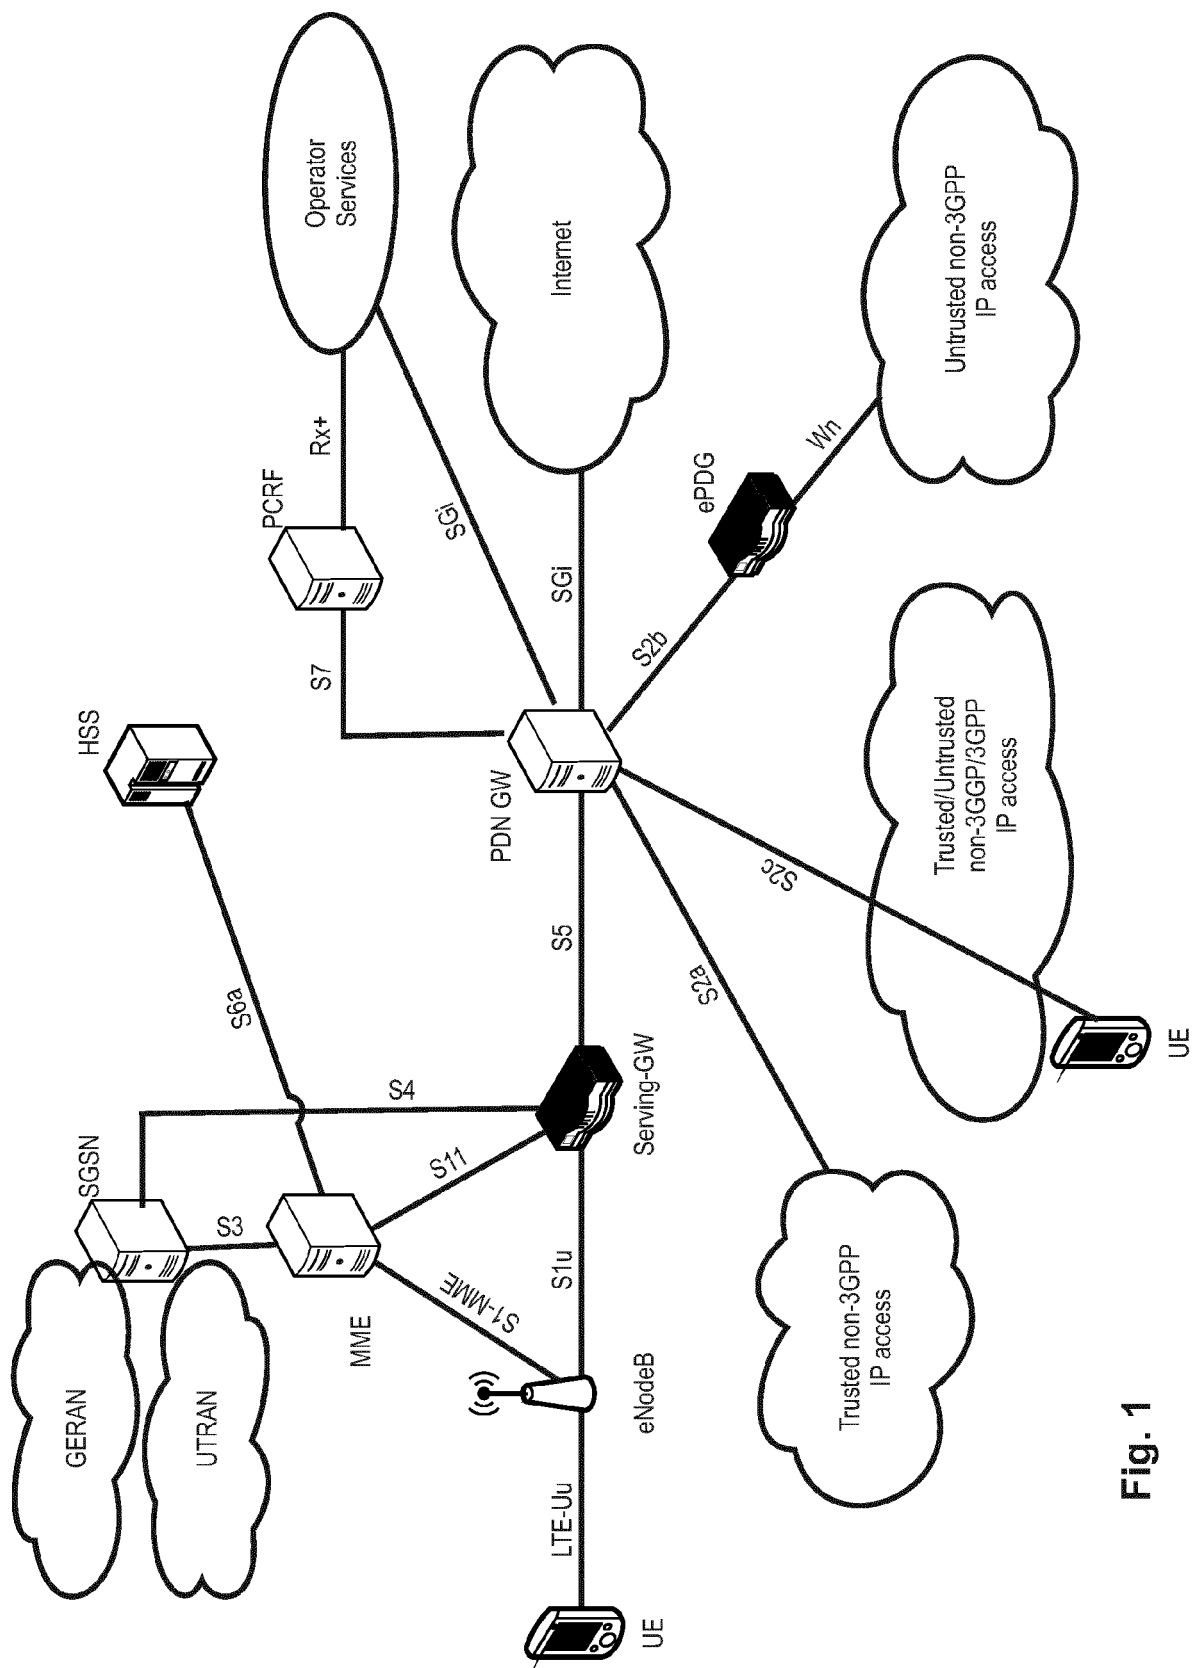 GERAN
UTRAN
SGSN
HSS
S3
S4
S6a
MME
S11
S1-MME
PCRF
S7
Rx+
Operator
Services
SGi
UE
LTE-Uu
eNodeB
S1u
Serving-GW
S5
PDN GW
SGi
Internet
S2a
S2c
S2b
ePDG
Wn
Trusted non-3GPP
IP access
Trusted/Untrusted
non-3GGP/3GPP
IP access
Untrusted non-3GPP
IP access
UE
Fig. 1